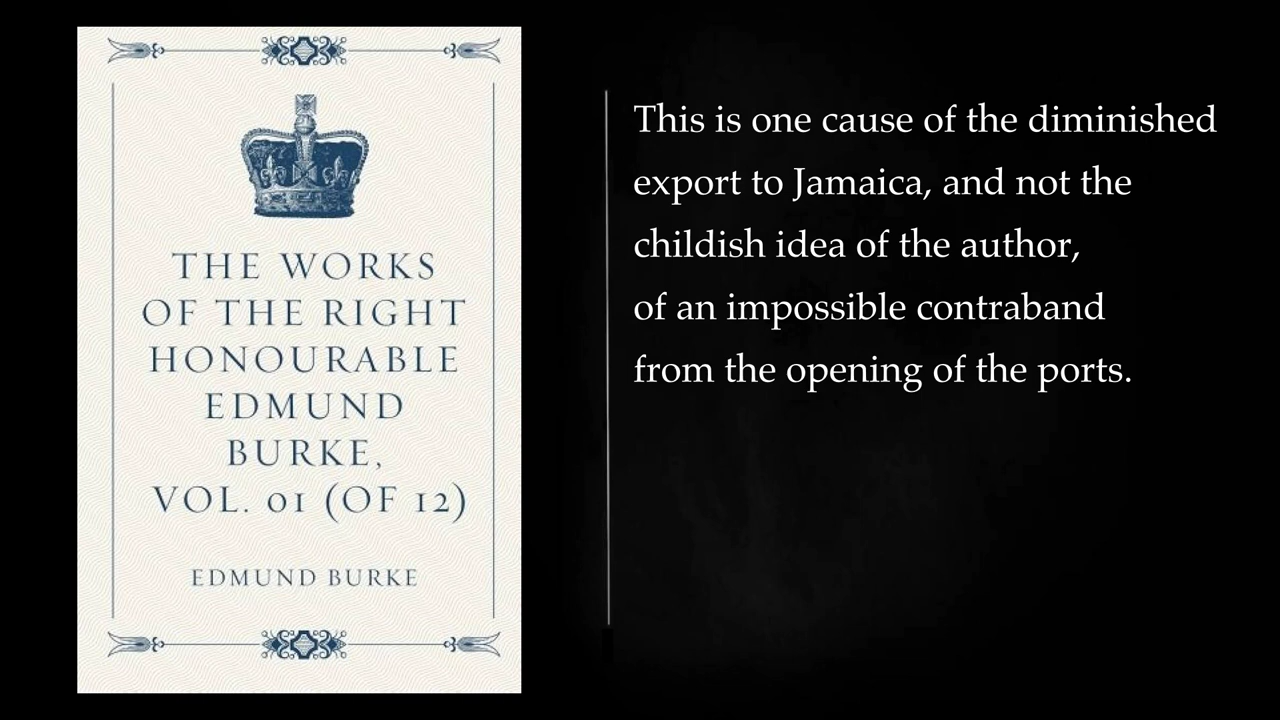 THE WORKS
OF THE RIGHT
HONOURABLE
EDMUND
BURKE,
VOL. 01 (OF 12)
EDMUND BURKE
This is one cause of the diminished
export to Jamaica, and not the
childish idea of the author,
of an impossible contraband
from the opening of the ports.